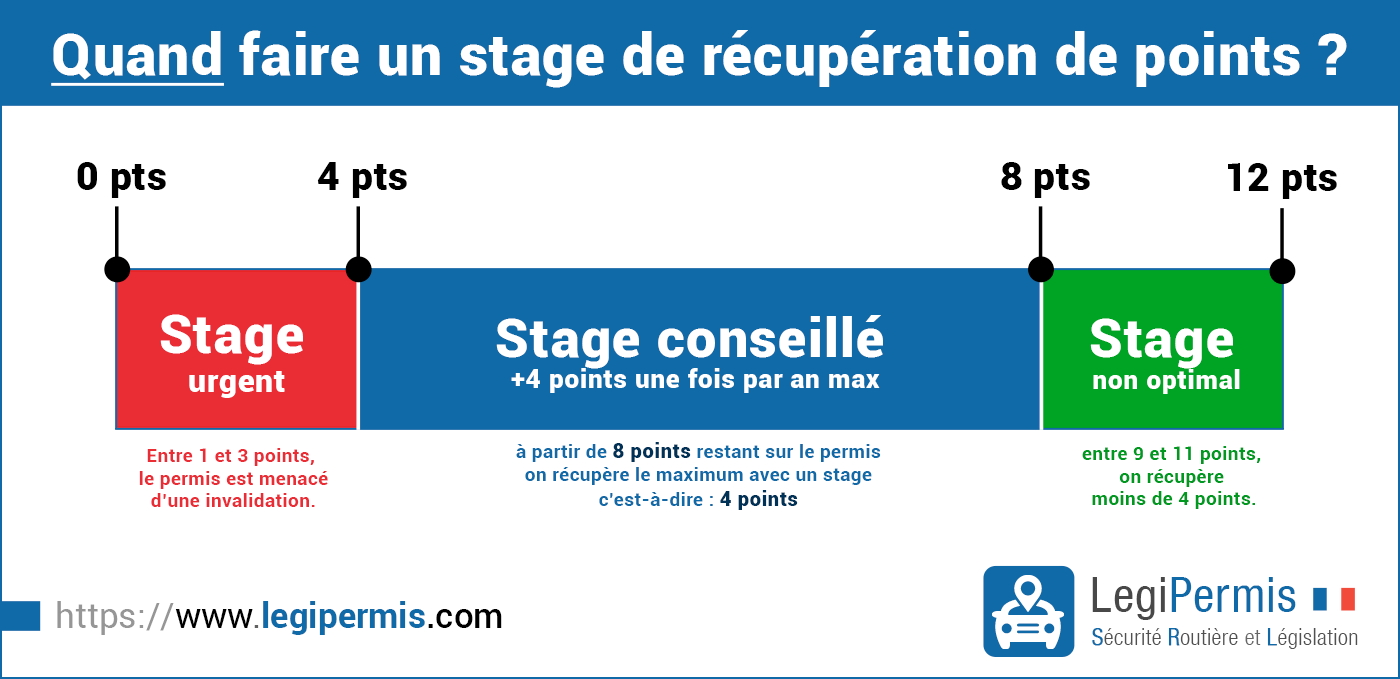 Quand faire un stage de récupération de points ?
0 pts
4 pts
8 pts
12 pts
Stage
urgent
Stage conseillé
+4 points une fois par an max
Stage
non optimal
Entre 1 et 3 points,
le permis est menacé
d'une invalidation.
à partir de 8 points restant sur le permis
on récupère le maximum avec un stage
c'est-à-dire : 4 points
entre 9 et 11 points,
on récupère
moins de 4 points.
https://www.legipermis.com
LegiPermis
Sécurité Routière et Législation